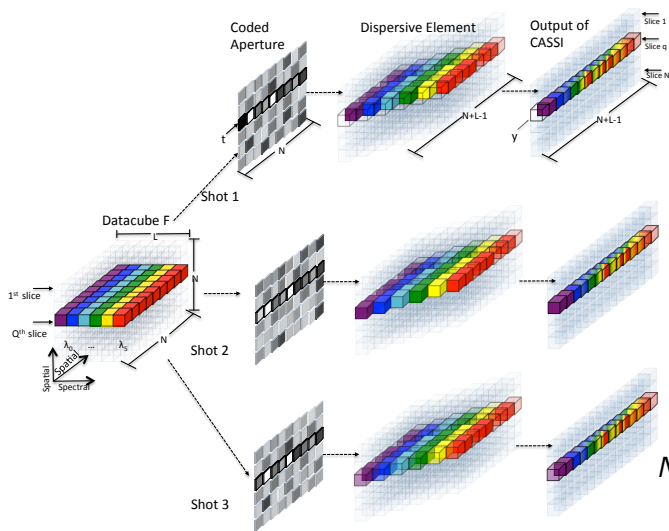 Coded
Aperture
Dispersive Element
Output of
CASSI
Slice 1
Slice q
Slice N
t
N
N+L-1
y
N+L-1
Shot 1
Datacube F
L
N
1st slice
Qth slice
N
λ0 ... λ5
Spatial
Spatial
Spectral
Shot 2
Shot 3
N